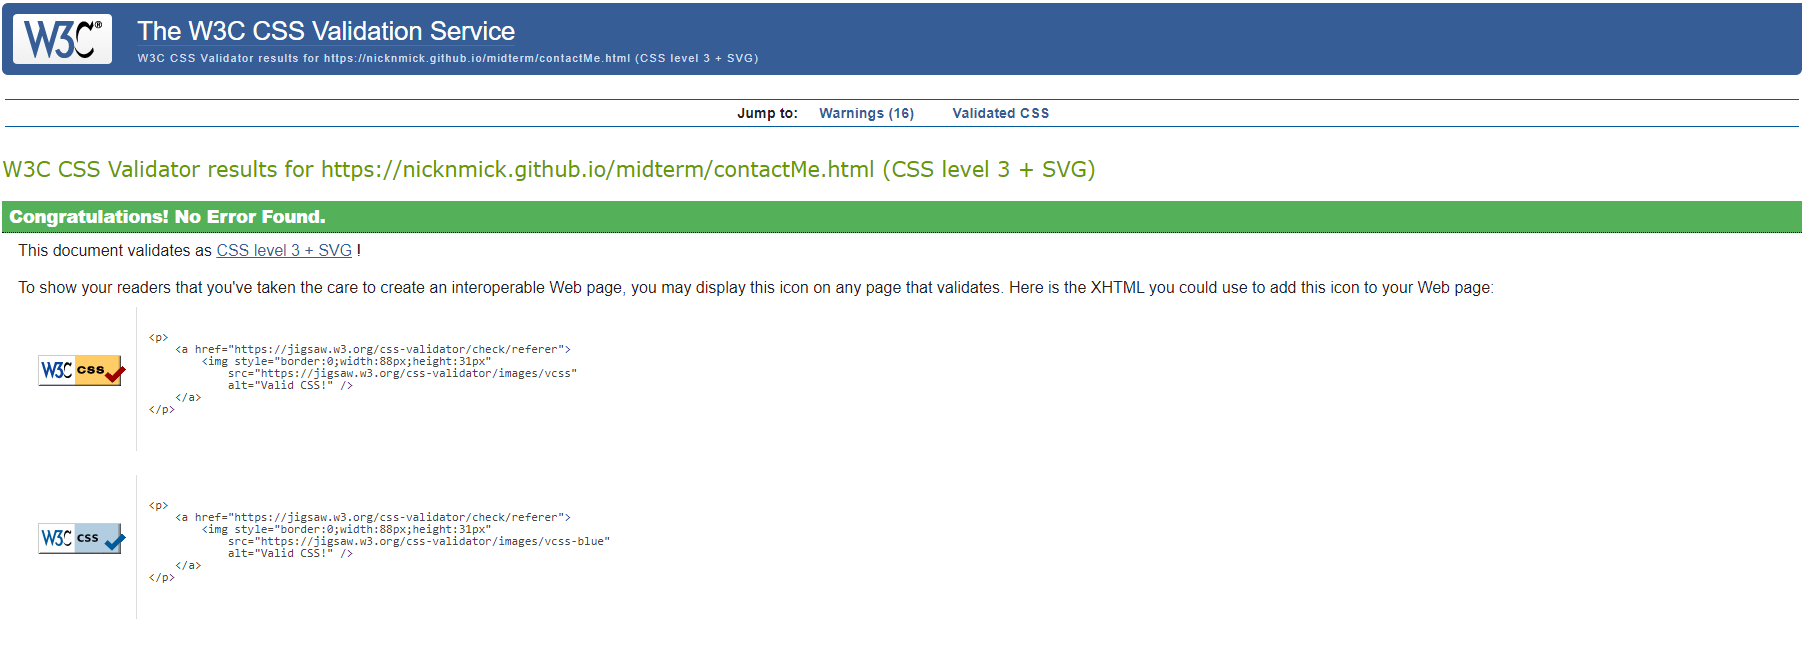 W3C®
The W3C CSS Validation Service
W3C CSS Validator results for https://nicknmick.github.io/midterm/contactMe.html (CSS level 3 + SVG)
Jump to: Warnings (16) Validated CSS
W3C CSS Validator results for https://nicknmick.github.io/midterm/contactMe.html (CSS level 3 + SVG)
Congratulations! No Error Found.
This document validates as CSS level 3 + SVG !
To show your readers that you've taken the care to create an interoperable Web page, you may display this icon on any page that validates. Here is the XHTML you could use to add this icon to your Web page:
W3C css
<p>
<a href="https://jigsaw.w3.org/css-validator/check/referer">
<img style="border:0;width:88px;height:31px"
src="https://jigsaw.w3.org/css-validator/images/vcss"
alt="Valid CSS!" />
</a>
</p>
W3C css
<p>
<a href="https://jigsaw.w3.org/css-validator/check/referer">
<img style="border:0;width:88px;height:31px"
src="https://jigsaw.w3.org/css-validator/images/vcss-blue"
alt="Valid CSS!" />
</a>
</p>